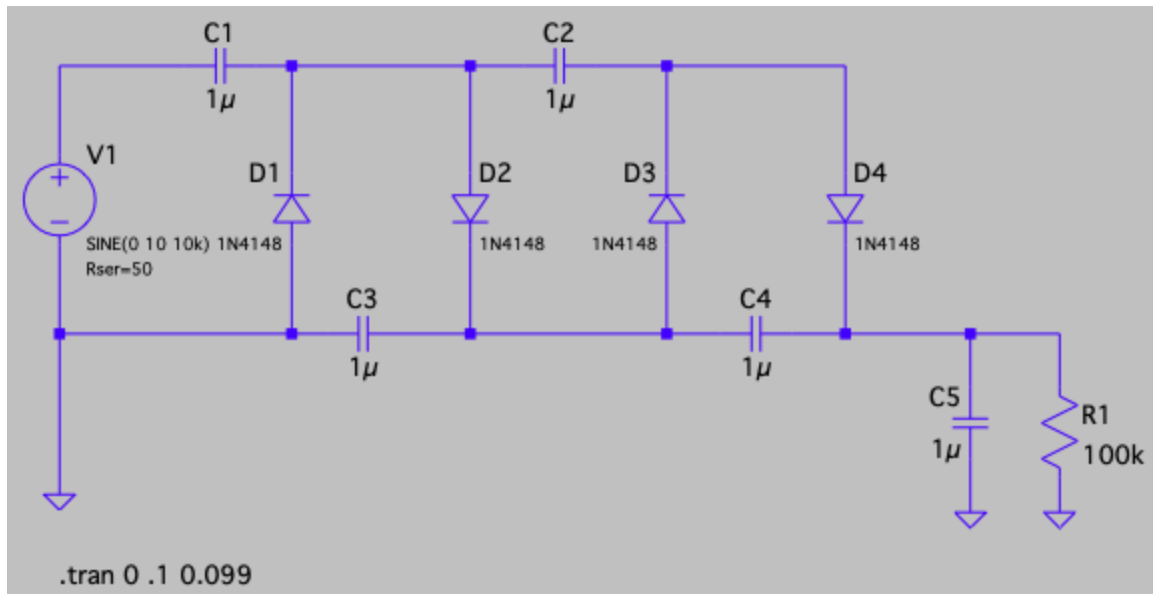 C1
1µ
C2
1µ
V1
SINE(0 10 10k)
Rser=50
D1
1N4148
D2
1N4148
D3
1N4148
D4
1N4148
C3
1µ
C4
1µ
C5
1µ
R1
100k
.tran 0 .1 0.099